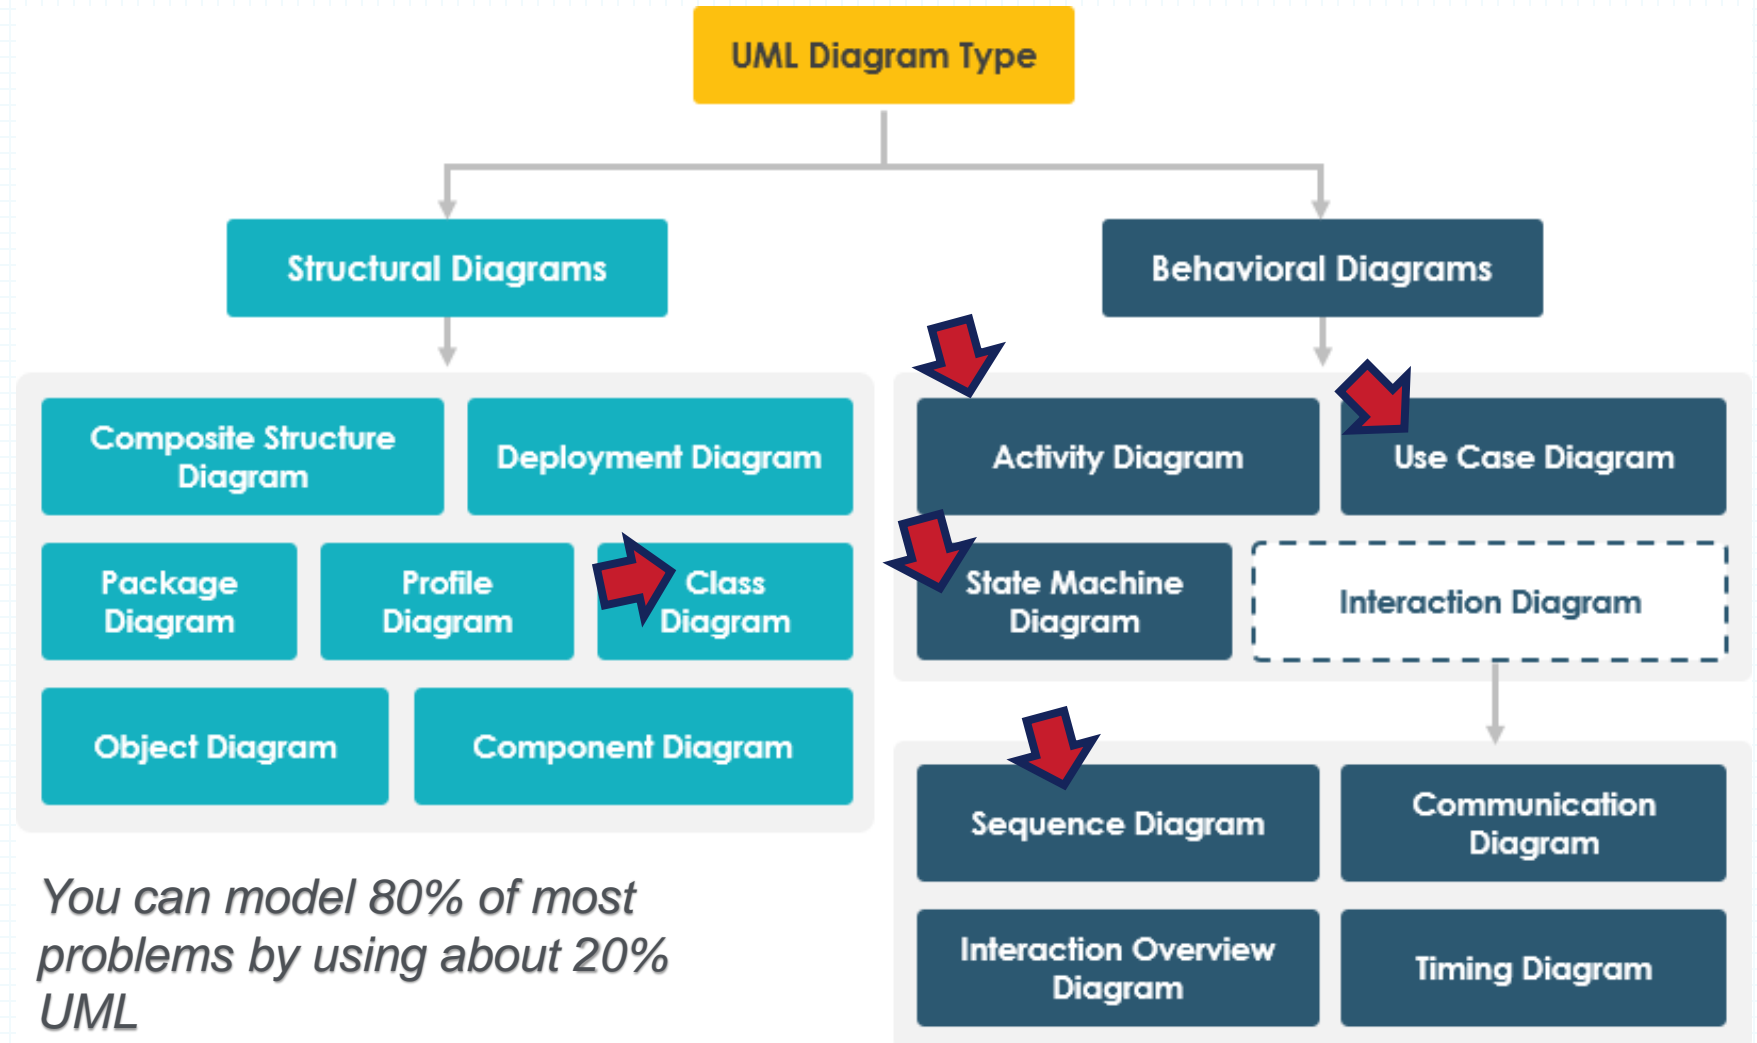 UML Diagram Type
Structural Diagrams
Behavioral Diagrams
Composite Structure
Diagram
Deployment Diagram
Package
Diagram
Profile
Diagram
Class
Diagram
Object Diagram
Component Diagram
Activity Diagram
Use Case Diagram
State Machine
Diagram
Interaction Diagram
Sequence Diagram
Communication
Diagram
Interaction Overview
Diagram
Timing Diagram
You can model 80% of most
problems by using about 20%
UML